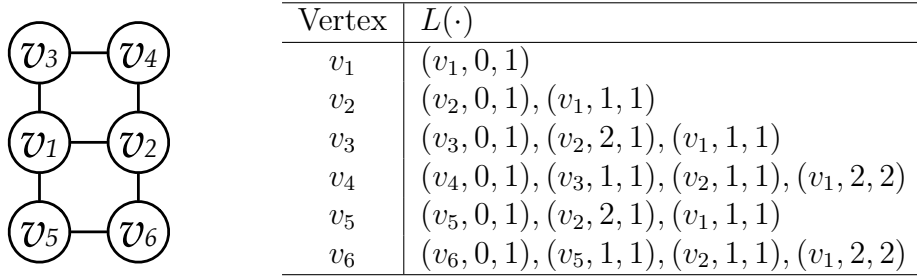 v3 v4
v1 v2
v5 v6
Vertex L(·)
v1 (v1, 0, 1)
v2 (v2, 0, 1), (v1, 1, 1)
v3 (v3, 0, 1), (v2, 2, 1), (v1, 1, 1)
v4 (v4, 0, 1), (v3, 1, 1), (v2, 1, 1), (v1, 2, 2)
v5 (v5, 0, 1), (v2, 2, 1), (v1, 1, 1)
v6 (v6, 0, 1), (v5, 1, 1), (v2, 1, 1), (v1, 2, 2)